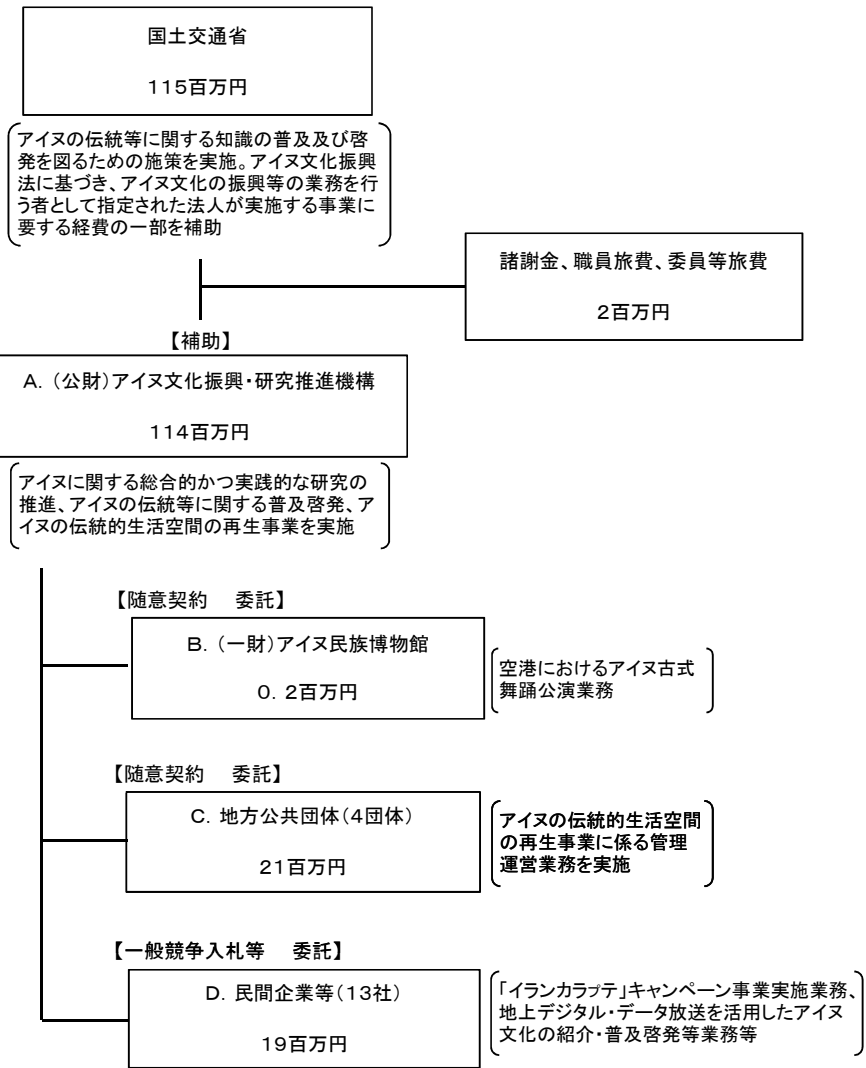 国土交通省
115百万円
アイヌの伝統等に関する知識の普及及び啓
発を図るための施策を実施。アイヌ文化振興
法に基づき、アイヌ文化の振興等の業務を行
う者として指定された法人が実施する事業に
要する経費の一部を補助
諸謝金、職員旅費、委員等旅費
2百万円
【補助】
A.（公財）アイヌ文化振興・研究推進機構
114百万円
アイヌに関する総合的かつ実践的な研究の
推進、アイヌの伝統等に関する普及啓発、ア
イヌの伝統的生活空間の再生事業を実施
【随意契約　委託】
B.（一財）アイヌ民族博物館
0.2百万円
空港におけるアイヌ古式
舞踊公演業務
【随意契約　委託】
C. 地方公共団体（4団体）
21百万円
アイヌの伝統的生活空間
の再生事業に係る管理
運営業務を実施
【一般競争入札等　委託】
D. 民間企業等（13社）
19百万円
「イランカラㇷ゚テ」キャンペーン事業実施業務、
地上デジタル・データ放送を活用したアイヌ
文化の紹介・普及啓発等業務等